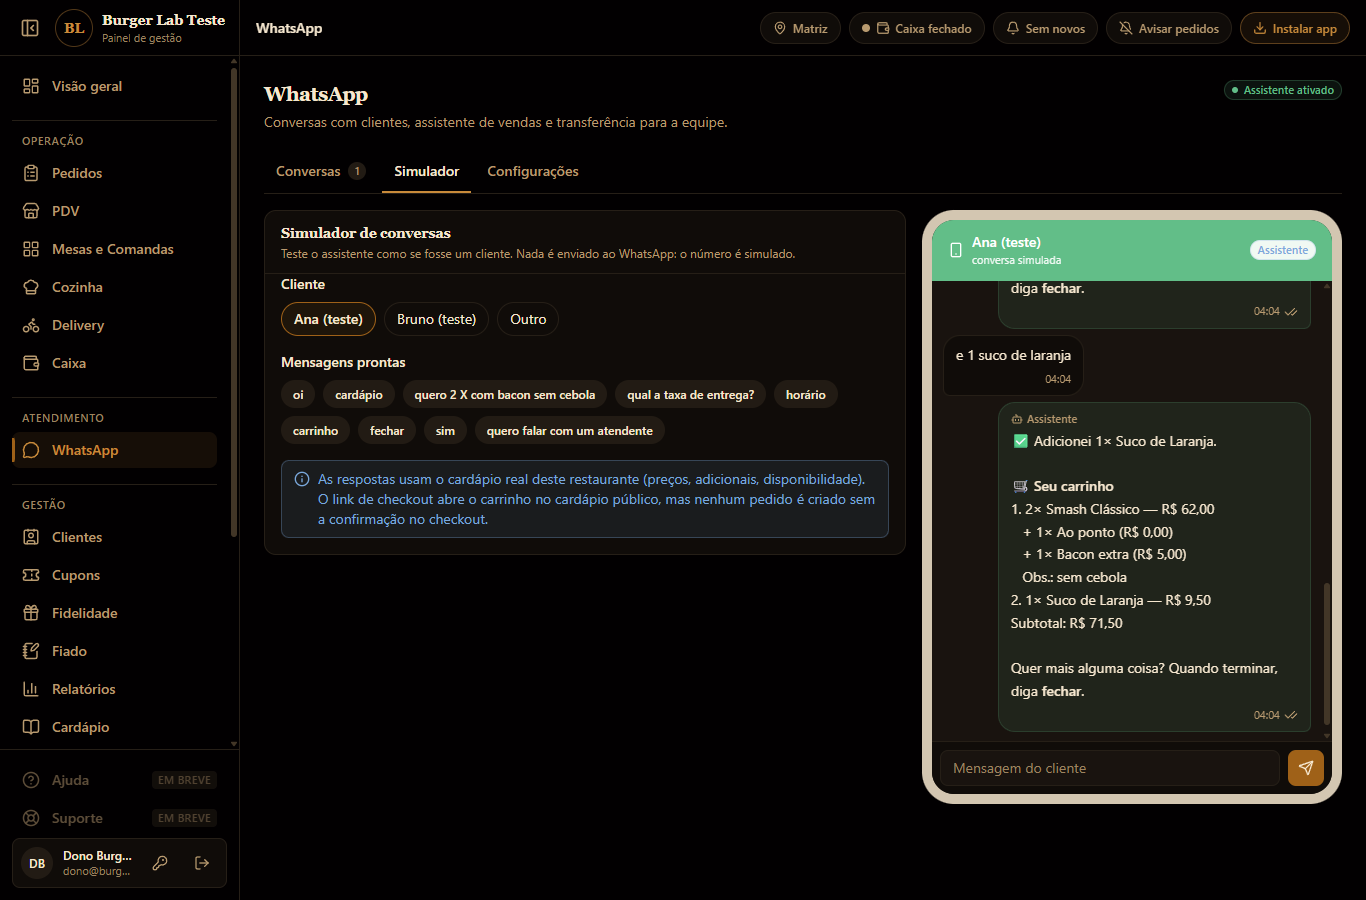 BL
Burger Lab Teste
Painel de gestão
WhatsApp
Matriz
Caixa fechado
Sem novos
Avisar pedidos
Instalar app
Visão geral
OPERAÇÃO
Pedidos
PDV
Mesas e Comandas
Cozinha
Delivery
Caixa
ATENDIMENTO
WhatsApp
GESTÃO
Clientes
Cupons
Fidelidade
Fiado
Relatórios
Cardápio
Ajuda EM BREVE
Suporte EM BREVE
DB
Dono Burg...
dono@burg...
WhatsApp
Assistente ativado
Conversas com clientes, assistente de vendas e transferência para a equipe.
Conversas 1
Simulador
Configurações
Simulador de conversas
Teste o assistente como se fosse um cliente. Nada é enviado ao WhatsApp: o número é simulado.
Cliente
Ana (teste)
Bruno (teste)
Outro
Mensagens prontas
oi
cardápio
quero 2 X com bacon sem cebola
qual a taxa de entrega?
horário
carrinho
fechar
sim
quero falar com um atendente
As respostas usam o cardápio real deste restaurante (preços, adicionais, disponibilidade).
O link de checkout abre o carrinho no cardápio público, mas nenhum pedido é criado sem
a confirmação no checkout.
Ana (teste)
conversa simulada
Assistente
diga fechar.
04:04
e 1 suco de laranja
04:04
Assistente
✅ Adicionei 1× Suco de Laranja.
🛒 Seu carrinho
1. 2× Smash Clássico — R$ 62,00
+ 1× Ao ponto (R$ 0,00)
+ 1× Bacon extra (R$ 5,00)
Obs.: sem cebola
2. 1× Suco de Laranja — R$ 9,50
Subtotal: R$ 71,50
Quer mais alguma coisa? Quando terminar,
diga fechar.
04:04
Mensagem do cliente